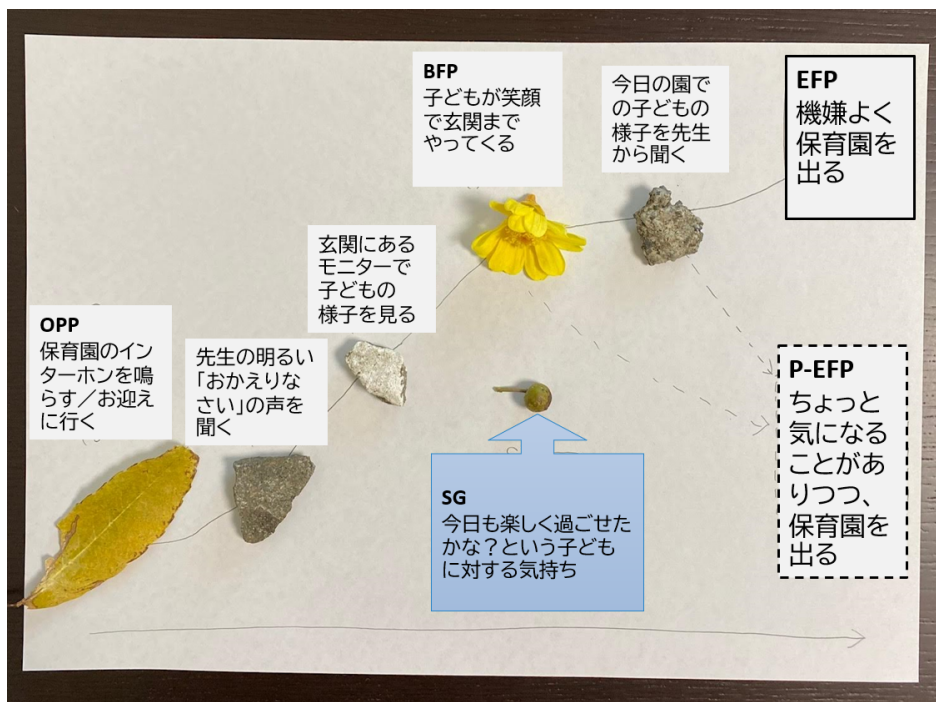 OPP
保育園のイン
ターホンを鳴
らす／お迎え
に行く
先生の明るい
「おかえりな
さい」の声を
聞く
玄関にある
モニターで
子どもの
様子を見る
BFP
子どもが笑顔
で玄関まで
やってくる
今日の園で
の子どもの
様子を先生
から聞く
EFP
機嫌よく
保育園を
出る
SG
今日も楽しく過ごせた
かな？という子ども
に対する気持ち
P-EFP
ちょっと
気になる
ことがあ
りつつ、
保育園を
出る